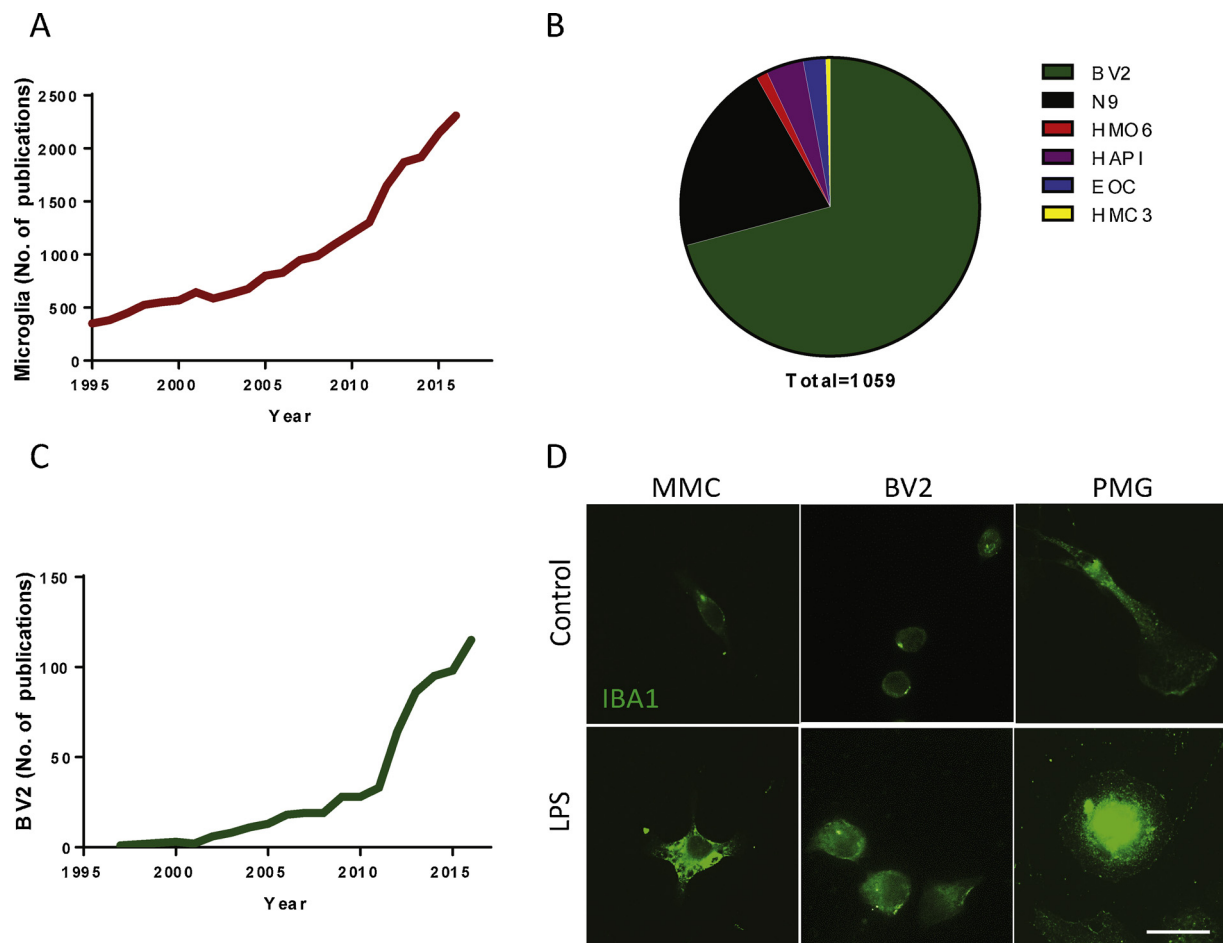 A
Microglia (No. of publications)
2500
2000
1500
1000
500
0
1995
2000
2005
2010
2015
Year
B
BV2
N9
HMO6
HAPI
EOC
HMC3
Total=1059
C
BV2 (No. of publications)
150
100
50
0
1995
2000
2005
2010
2015
Year
D
MMC
BV2
PMG
Control
IBA1
LPS